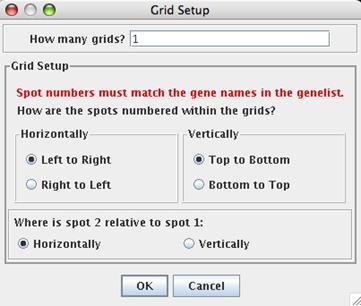 Grid Setup
How many grids? 1
Grid Setup
Spot numbers must match the gene names in the genelist.
How are the spots numbered within the grids?
Horizontally Vertically
Left to Right Top to Bottom
Right to Left Bottom to Top
Where is spot 2 relative to spot 1:
Horizontally Vertically
OK Cancel